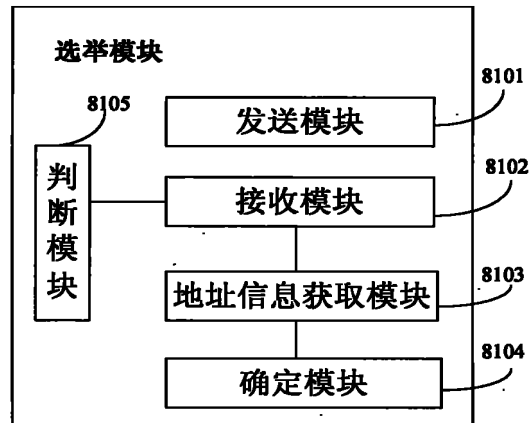 选举模块
8105
判断模块
发送模块
8101
接收模块
8102
地址信息获取模块
8103
确定模块
8104